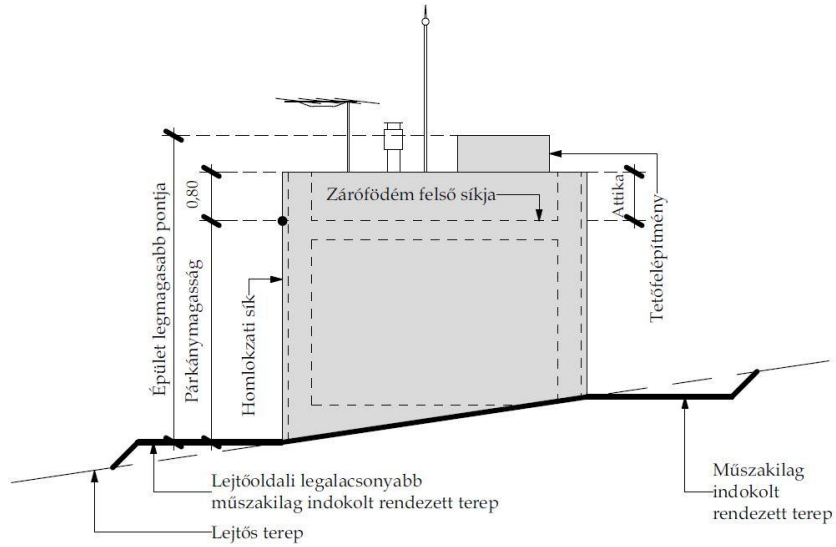 Épület legmagasabb pontja
0,80
Párkánymagasság
Homlokzati sík
Zárófödém felső síkja
Attika
Tetőfelépítmény
Lejtőoldali legalacsonyabb
műszakilag indokolt rendezett terep
Lejtős terep
Műszakilag
indokolt
rendezett terep